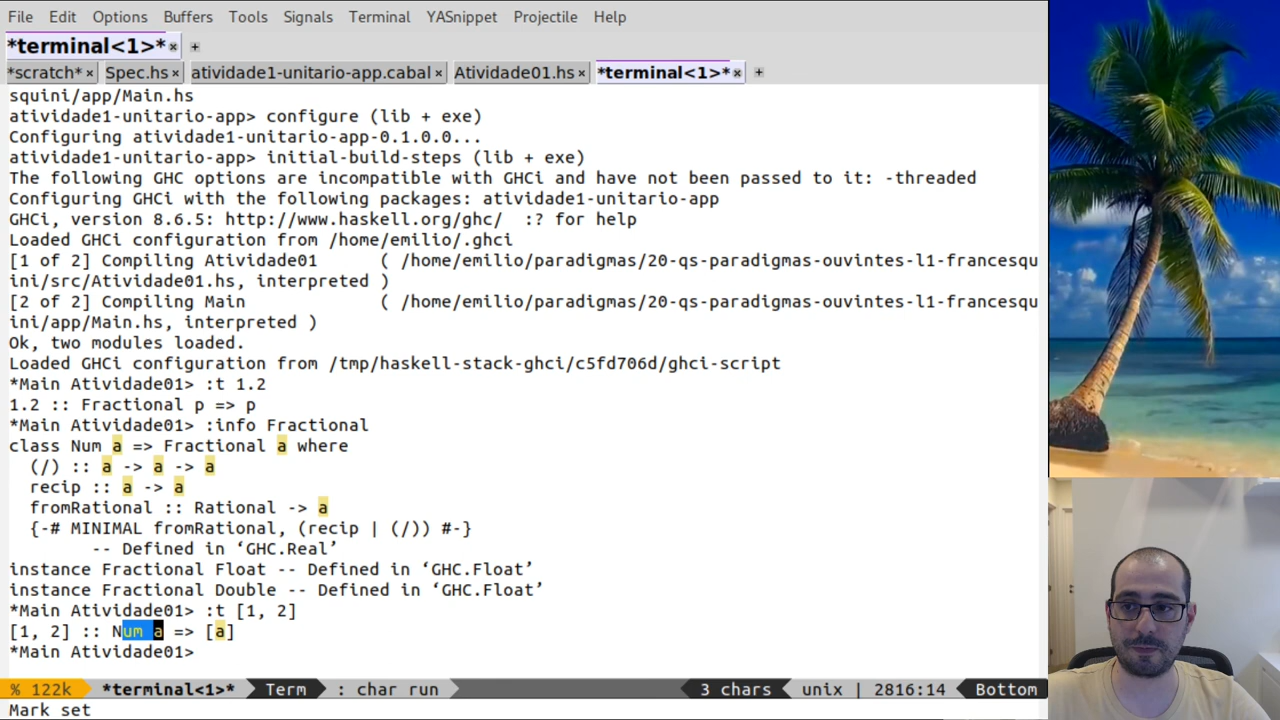 File Edit Options Buffers Tools Signals Terminal YASnippet Projectile Help
*terminal<1>* × +
*scratch* × Spec.hs × atividade1-unitario-app.cabal × Atividade01.hs × *terminal<1>* × +
squini/app/Main.hs
atividade1-unitario-app> configure (lib + exe)
Configuring atividade1-unitario-app-0.1.0.0...
atividade1-unitario-app> initial-build-steps (lib + exe)
The following GHC options are incompatible with GHCi and have not been passed to it: -threaded
Configuring GHCi with the following packages: atividade1-unitario-app
GHCi, version 8.6.5: http://www.haskell.org/ghc/  :? for help
Loaded GHCi configuration from /home/emilio/.ghci
[1 of 2] Compiling Atividade01      ( /home/emilio/paradigmas/20-qs-paradigmas-ouvintes-l1-francesqu
ini/src/Atividade01.hs, interpreted )
[2 of 2] Compiling Main             ( /home/emilio/paradigmas/20-qs-paradigmas-ouvintes-l1-francesqu
ini/app/Main.hs, interpreted )
Ok, two modules loaded.
Loaded GHCi configuration from /tmp/haskell-stack-ghci/c5fd706d/ghci-script
*Main Atividade01> :t 1.2
1.2 :: Fractional p => p
*Main Atividade01> :info Fractional
class Num a => Fractional a where
  (/) :: a -> a -> a
  recip :: a -> a
  fromRational :: Rational -> a
  {-# MINIMAL fromRational, (recip | (/)) #-}
        -- Defined in ‘GHC.Real’
instance Fractional Float -- Defined in ‘GHC.Float’
instance Fractional Double -- Defined in ‘GHC.Float’
*Main Atividade01> :t [1, 2]
[1, 2] :: Num a => [a]
*Main Atividade01>
% 122k *terminal<1>* Term : char run 3 chars unix | 2816:14 Bottom
Mark set